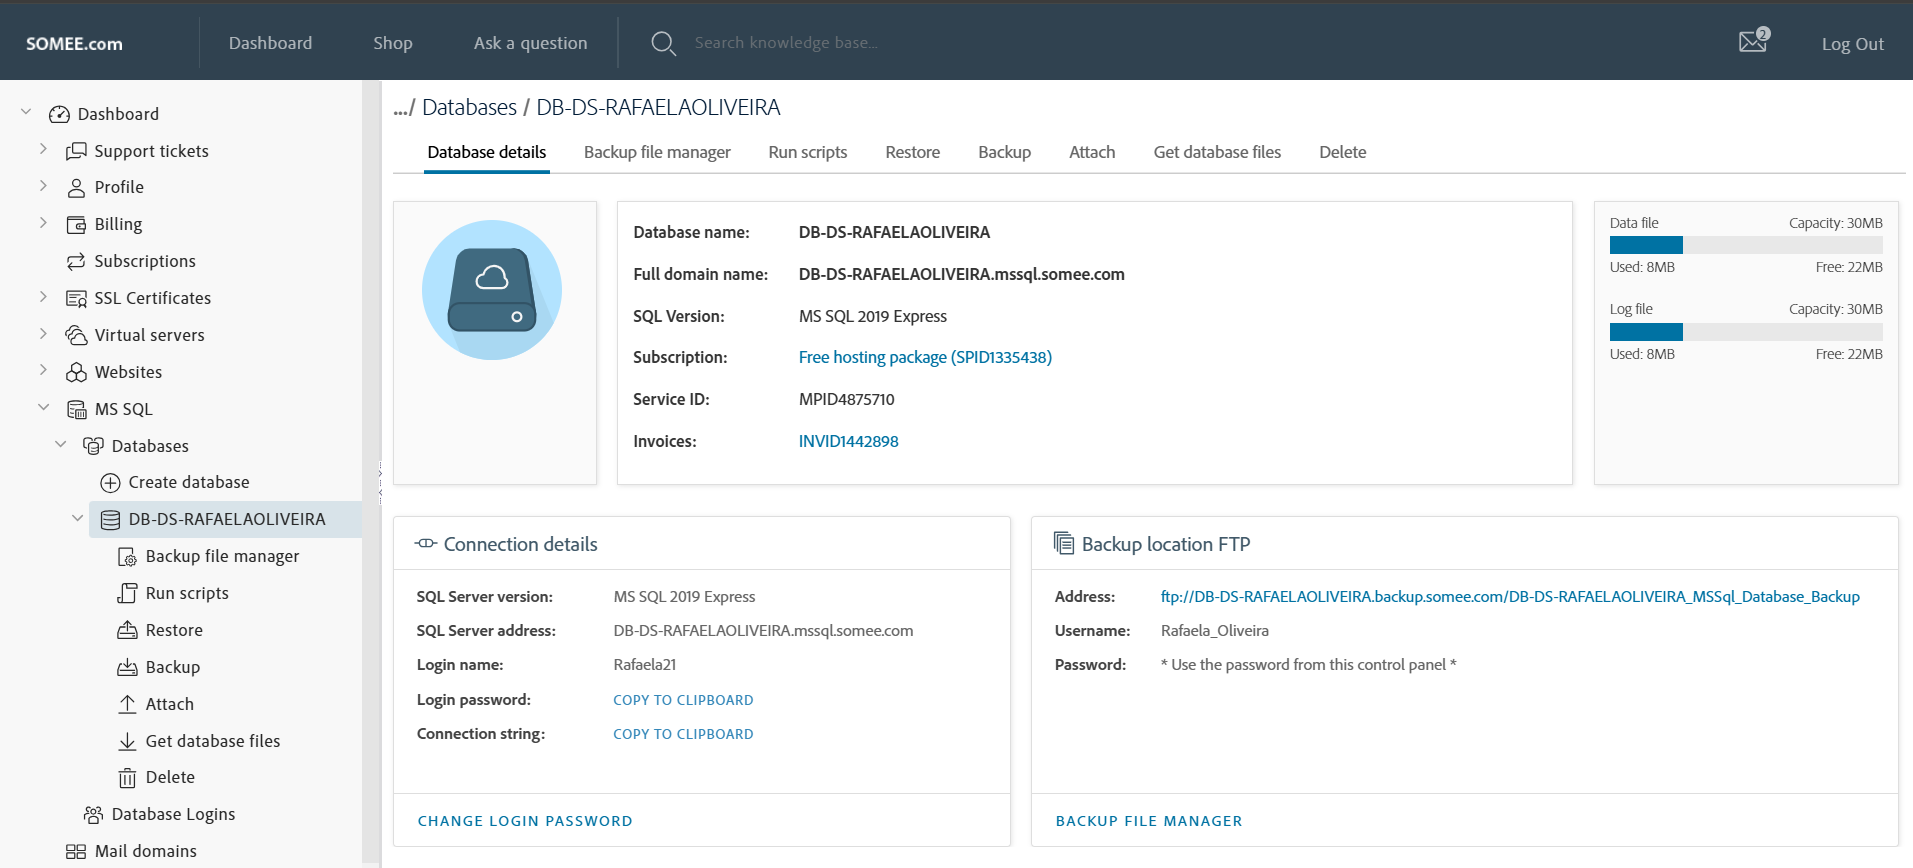 SOMEE.com
Dashboard
Shop
Ask a question
Search knowledge base...
2
Log Out
Dashboard
Support tickets
Profile
Billing
Subscriptions
SSL Certificates
Virtual servers
Websites
MS SQL
Databases
Create database
DB-DS-RAFAELAOLIVEIRA
Backup file manager
Run scripts
Restore
Backup
Attach
Get database files
Delete
Database Logins
Mail domains
.../ Databases / DB-DS-RAFAELAOLIVEIRA
Database details Backup file manager Run scripts Restore Backup Attach Get database files Delete
Database name: DB-DS-RAFAELAOLIVEIRA
Full domain name: DB-DS-RAFAELAOLIVEIRA.mssql.somee.com
SQL Version: MS SQL 2019 Express
Subscription: Free hosting package (SPID1335438)
Service ID: MPID4875710
Invoices: INVID1442898
Data file Capacity: 30MB
Used: 8MB Free: 22MB
Log file Capacity: 30MB
Used: 8MB Free: 22MB
Connection details
SQL Server version: MS SQL 2019 Express
SQL Server address: DB-DS-RAFAELAOLIVEIRA.mssql.somee.com
Login name: Rafaela21
Login password: COPY TO CLIPBOARD
Connection string: COPY TO CLIPBOARD
CHANGE LOGIN PASSWORD
Backup location FTP
Address: ftp://DB-DS-RAFAELAOLIVEIRA.backup.somee.com/DB-DS-RAFAELAOLIVEIRA_MSSql_Database_Backup
Username: Rafaela_Oliveira
Password: * Use the password from this control panel *
BACKUP FILE MANAGER